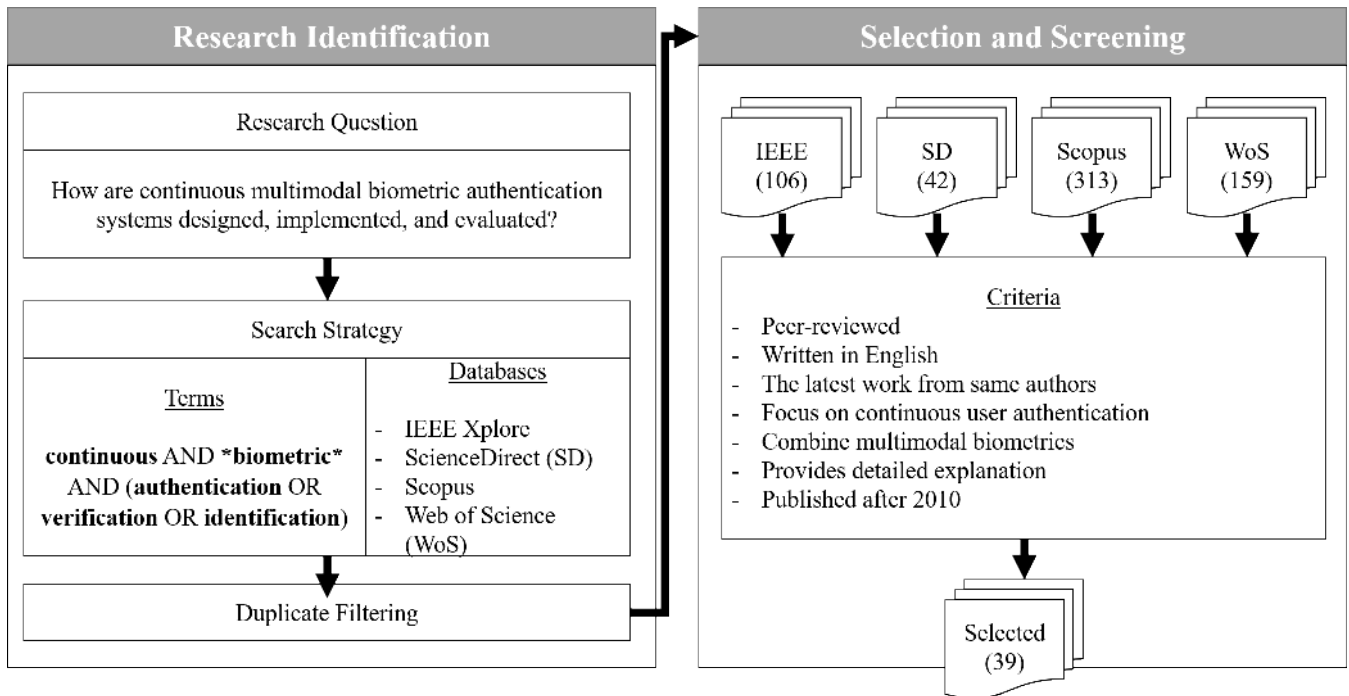 Research Identification
Research Question
How are continuous multimodal biometric authentication
systems designed, implemented, and evaluated?
Search Strategy
Terms
continuous AND *biometric*
AND (authentication OR
verification OR identification)
Databases
- IEEE Xplore
- ScienceDirect (SD)
- Scopus
- Web of Science
(WoS)
Duplicate Filtering
Selection and Screening
IEEE
(106)
SD
(42)
Scopus
(313)
WoS
(159)
Criteria
- Peer-reviewed
- Written in English
- The latest work from same authors
- Focus on continuous user authentication
- Combine multimodal biometrics
- Provides detailed explanation
- Published after 2010
Selected
(39)